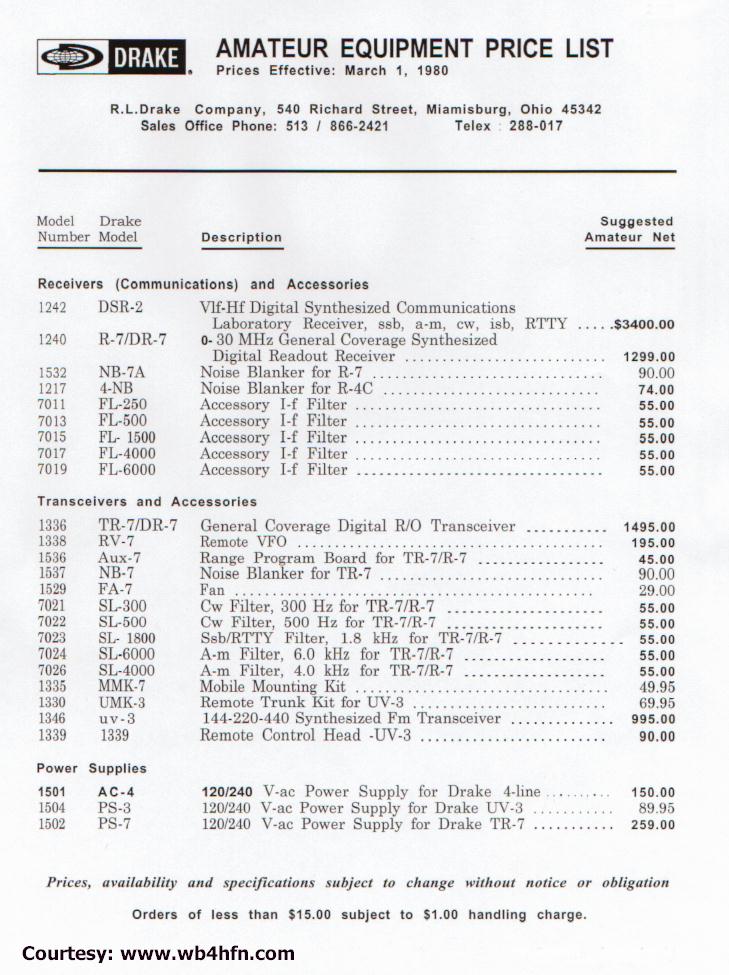 DRAKE
AMATEUR EQUIPMENT PRICE LIST
Prices Effective: March 1, 1980
R.L.Drake Company, 540 Richard Street, Miamisburg, Ohio 45342
Sales Office Phone: 513 / 866-2421 Telex : 288-017
Model Drake Suggested
Number Model Description Amateur Net
Receivers (Communications) and Accessories
1242 DSR-2 Vlf-Hf Digital Synthesized Communications
Laboratory Receiver, ssb, a-m, cw, isb, RTTY ..... $3400.00
1240 R-7/DR-7 0-30 MHz General Coverage Synthesized
Digital Readout Receiver .......................... 1299.00
1532 NB-7A Noise Blanker for R-7 .............................. 90.00
1217 4-NB Noise Blanker for R-4C ............................ 74.00
7011 FL-250 Accessory I-f Filter ................................ 55.00
7013 FL-500 Accessory I-f Filter ................................ 55.00
7015 FL- 1500 Accessory I-f Filter ................................ 55.00
7017 FL-4000 Accessory I-f Filter ................................ 55.00
7019 FL-6000 Accessory I-f Filter ................................ 55.00
Transceivers and Accessories
1336 TR-7/DR-7 General Coverage Digital R/O Transceiver ........... 1495.00
1338 RV-7 Remote VFO ........................................ 195.00
1536 Aux-7 Range Program Board for TR-7/R-7 ................. 45.00
1537 NB-7 Noise Blanker for TR-7 ............................. 90.00
1529 FA-7 Fan ................................................ 29.00
7021 SL-300 Cw Filter, 300 Hz for TR-7/R-7 ..................... 55.00
7022 SL-500 Cw Filter, 500 Hz for TR-7/R-7 ..................... 55.00
7023 SL- 1800 Ssb/RTTY Filter, 1.8 kHz for TR-7/R-7 ............. 55.00
7024 SL-6000 A-m Filter, 6.0 kHz for TR-7/R-7 ................... 55.00
7026 SL-4000 A-m Filter, 4.0 kHz for TR-7/R-7 ................... 55.00
1335 MMK-7 Mobile Mounting Kit ................................. 49.95
1330 UMK-3 Remote Trunk Kit for UV-3 .......................... 69.95
1346 uv-3 144-220-440 Synthesized Fm Transceiver .............. 995.00
1339 1339 Remote Control Head -UV-3 ......................... 90.00
Power Supplies
1501 AC-4 120/240 V-ac Power Supply for Drake 4-line ......... 150.00
1504 PS-3 120/240 V-ac Power Supply for Drake UV-3 ........... 89.95
1502 PS-7 120/240 V-ac Power Supply for Drake TR-7 ........... 259.00
Prices, availability and specifications subject to change without notice or obligation
Orders of less than $15.00 subject to $1.00 handling charge.
Courtesy: www.wb4hfn.com